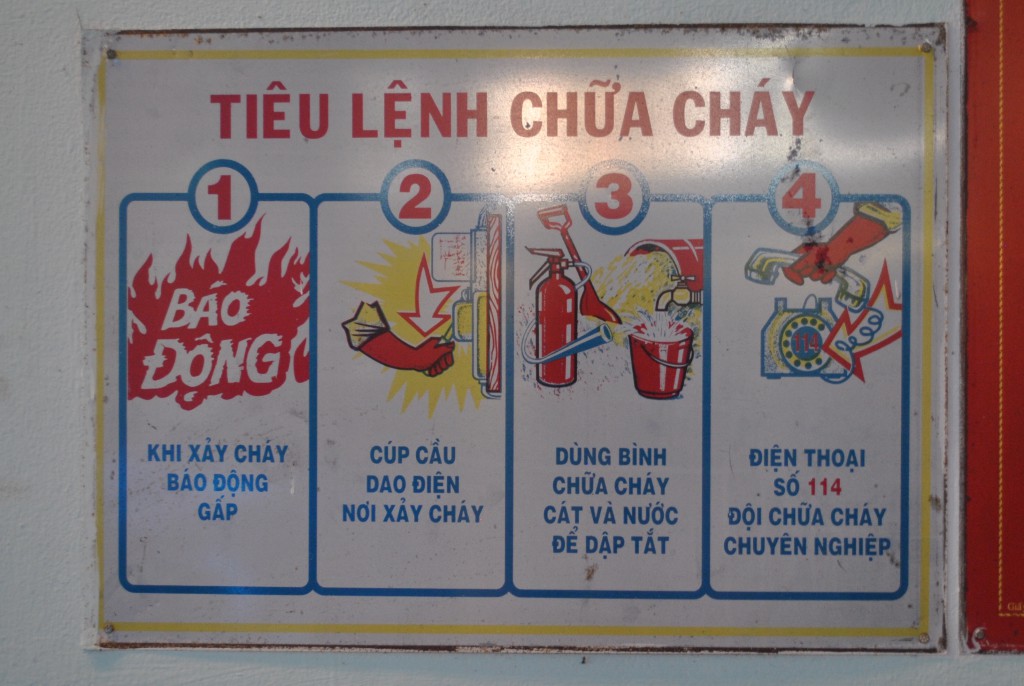 TIÊU LỆNH CHỮA CHÁY
1
BÁO
ĐỘNG
KHI XẢY CHÁY
BÁO ĐỘNG
GẤP
2
CÚP CẦU
DAO ĐIỆN
NƠI XẢY CHÁY
3
DÙNG BÌNH
CHỮA CHÁY
CÁT VÀ NƯỚC
ĐỂ DẬP TẮT
4
114
ĐIỆN THOẠI
SỐ 114
ĐỘI CHỮA CHÁY
CHUYÊN NGHIỆP